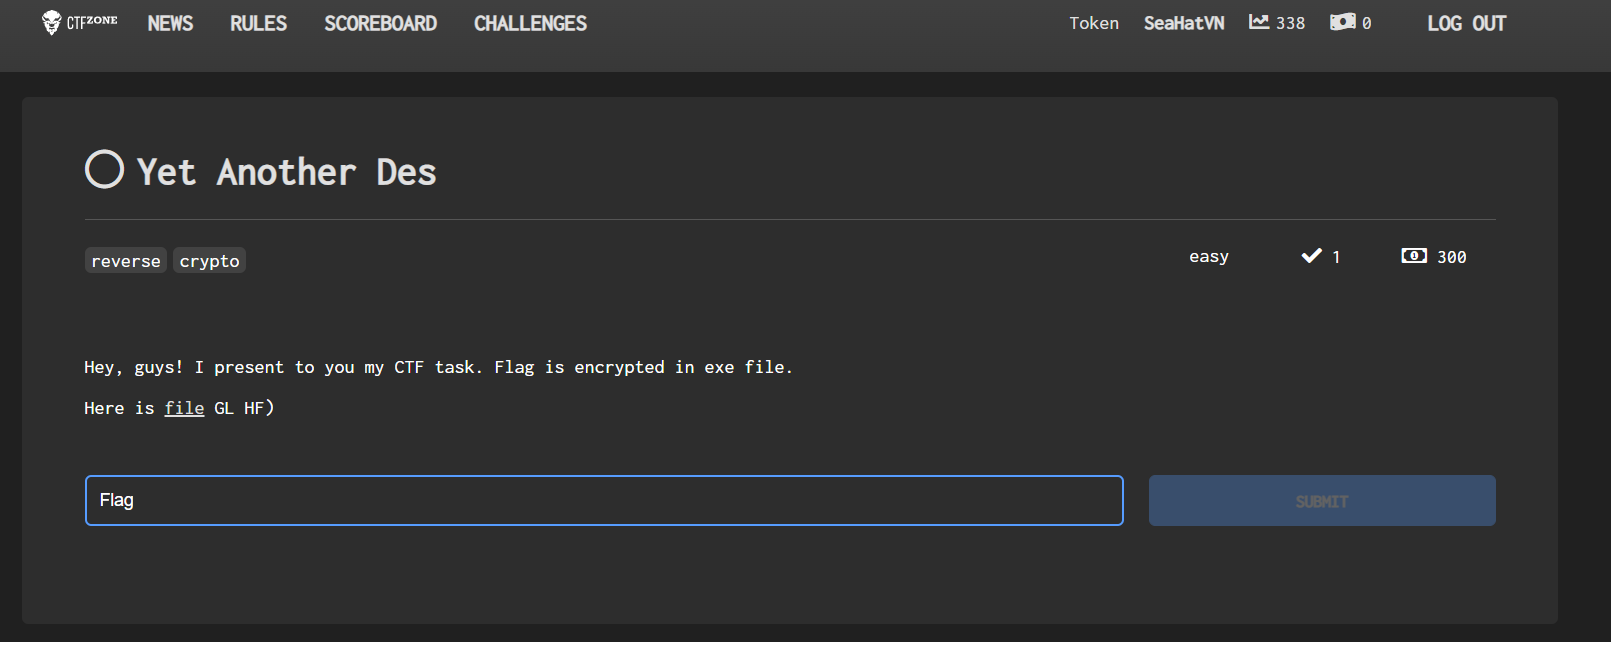 CTFZONE NEWS RULES SCOREBOARD CHALLENGES Token SeaHatVN 338 0 LOG OUT
Yet Another Des
reverse crypto easy 1 300
Hey, guys! I present to you my CTF task. Flag is encrypted in exe file.
Here is file GL HF)
Flag SUBMIT